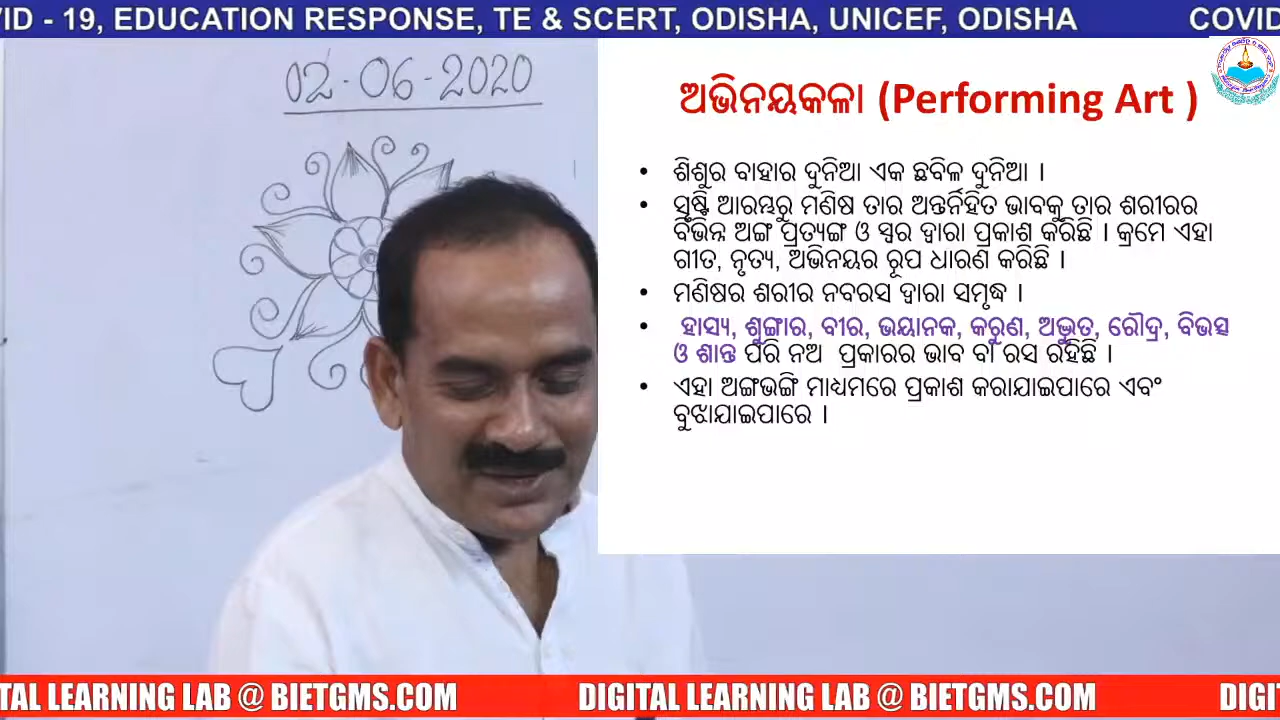 COVID - 19, EDUCATION RESPONSE, TE & SCERT, ODISHA, UNICEF, ODISHA COVID
02-06-2020
ଅଭିନୟକଳା (Performing Art )
• ଶିଶୁର ବାହାର ଦୁନିଆ ଏକ ଛବିଳ ଦୁନିଆ ।
• ସୃଷ୍ଟି ଆରମ୍ଭରୁ ମଣିଷ ତାର ଅନ୍ତର୍ନିହିତ ଭାବକୁ ତାର ଶରୀରର
ବିଭିନ୍ନ ଅଙ୍ଗ ପ୍ରତ୍ୟଙ୍ଗ ଓ ସ୍ଵର ଦ୍ୱାରା ପ୍ରକାଶ କରିଛି । କ୍ରମେ ଏହା
ଗୀତ, ନୃତ୍ୟ, ଅଭିନୟର ରୂପ ଧାରଣ କରିଛି ।
• ମଣିଷର ଶରୀର ନବରସ ଦ୍ୱାରା ସମୃଦ୍ଧ ।
• ହାସ୍ୟ, ଶୃଙ୍ଗାର, ବୀର, ଭୟାନକ, କରୁଣ, ଅଦ୍ଭୁତ, ରୌଦ୍ର, ବିଭତ୍ସ
ଓ ଶାନ୍ତ ପରି ନଅ ପ୍ରକାରର ଭାବ ବା ରସ ରହିଛି ।
• ଏହା ଅଙ୍ଗଭଙ୍ଗି ମାଧ୍ୟମରେ ପ୍ରକାଶ କରାଯାଇପାରେ ଏବଂ
ବୁଝାଯାଇପାରେ ।
TAL LEARNING LAB @ BIETGMS.COM DIGITAL LEARNING LAB @ BIETGMS.COM DIGIT